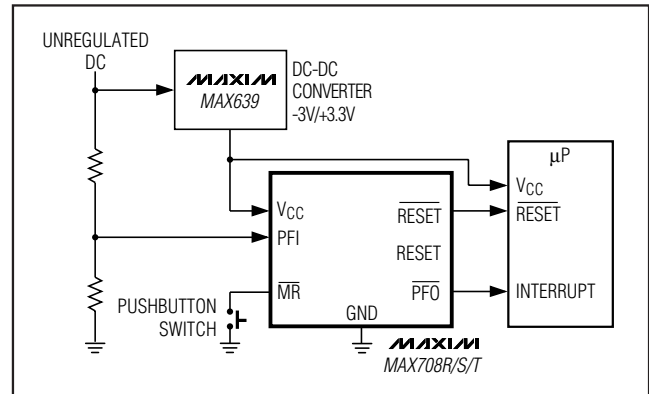 UNREGULATED
DC
MAXIM
MAX639
DC-DC
CONVERTER
-3V/+3.3V
μP
VCC
RESET
INTERRUPT
VCC
PFI
MR
GND
RESET
RESET
PFO
PUSHBUTTON
SWITCH
MAXIM
MAX708R/S/T